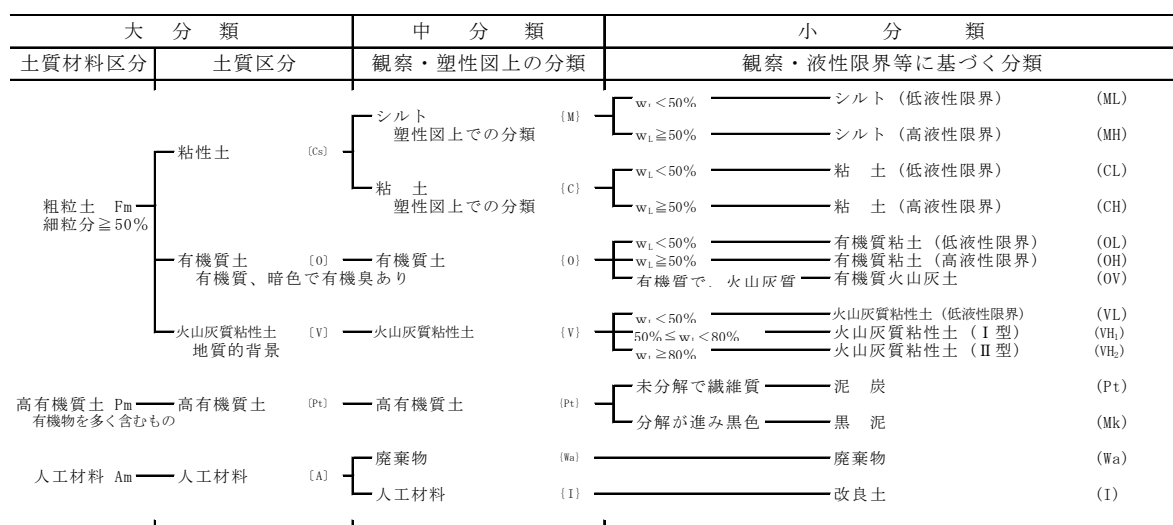 大　分　類　中　分　類　小　分　類
土質材料区分　土質区分　観察・塑性図上の分類　観察・液性限界等に基づく分類
wL<50%　シルト（低液性限界）　(ML)
シルト　{M}
塑性図上での分類
wL≧50%　シルト（高液性限界）　(MH)
粘性土　〔Cs〕
wL<50%　粘　土（低液性限界）　(CL)
粘　土　{C}
粗粒土 Fm　塑性図上での分類　wL≧50%　粘　土（高液性限界）　(CH)
細粒分≧50%
wL<50%　有機質粘土（低液性限界）　(OL)
有機質土　〔O〕　有機質土　{O}　wL≧50%　有機質粘土（高液性限界）　(OH)
有機質、暗色で有機臭あり　有機質で、火山灰質　有機質火山灰土　(OV)
wL<50%　火山灰質粘性土（低液性限界）　(VL)
火山灰質粘性土　〔V〕　火山灰質粘性土　{V}　50%≦wL<80%　火山灰質粘性土（Ⅰ型）　(VH1)
地質的背景　wL≧80%　火山灰質粘性土（Ⅱ型）　(VH2)
未分解で繊維質　泥　炭　(Pt)
高有機質土 Pm　高有機質土　〔Pt〕　高有機質土　{Pt}
有機物を多く含むもの　分解が進み黒色　黒　泥　(Mk)
廃棄物　{Wa}　廃棄物　(Wa)
人工材料 Am　人工材料　〔A〕
人工材料　{I}　改良土　(I)